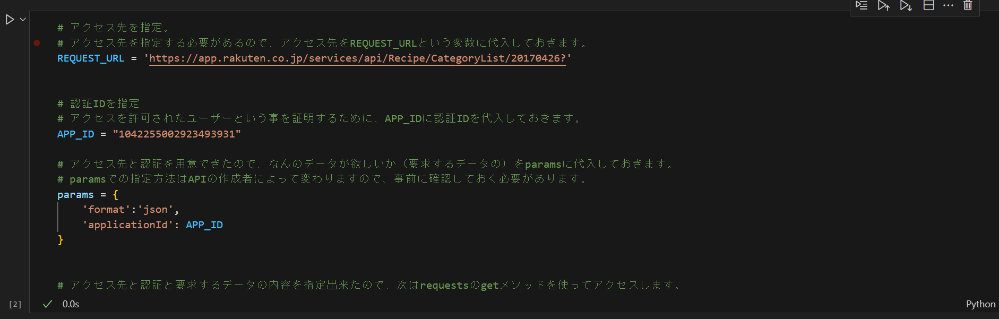 # アクセス先を指定。
# アクセス先を指定する必要があるので、アクセス先をREQUEST_URLという変数に代入しておきます。
REQUEST_URL = 'https://app.rakuten.co.jp/services/api/Recipe/CategoryList/20170426?'
# 認証IDを指定
# アクセスを許可されたユーザーという事を証明するために、APP_IDに認証IDを代入しておきます。
APP_ID = "1042255002923493931"
# アクセス先と認証を用意できたので、なんのデータが欲しいか（要求するデータの）をparamsに代入しておきます。
# paramsでの指定方法はAPIの作成者によって変わりますので、事前に確認しておく必要があります。
params = {
'format':'json',
'applicationId': APP_ID
}
# アクセス先と認証と要求するデータの内容を指定出来たので、次はrequestsのgetメソッドを使ってアクセスします。
[2] 0.0s Python